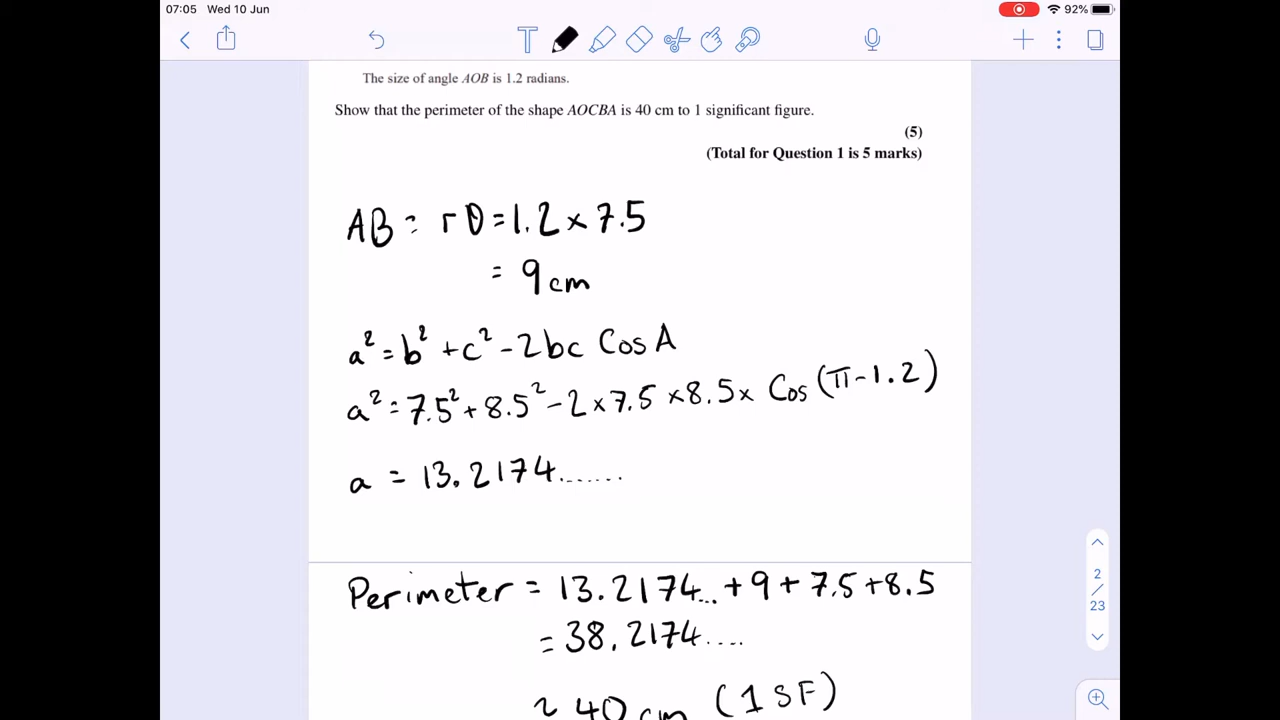 07:05 Wed 10 Jun
92%
T
The size of angle AOB is 1.2 radians.
Show that the perimeter of the shape AOCBA is 40 cm to 1 significant figure.
(5)
(Total for Question 1 is 5 marks)
AB = rθ = 1.2 × 7.5
= 9cm
a² = b² + c² - 2bc Cos A
a² = 7.5² + 8.5² - 2 × 7.5 × 8.5 × Cos (π - 1.2)
a = 13.2174.......
2
/
23
Perimeter = 13.2174... + 9 + 7.5 + 8.5
= 38.2174....
~ 40 cm (1 SF)